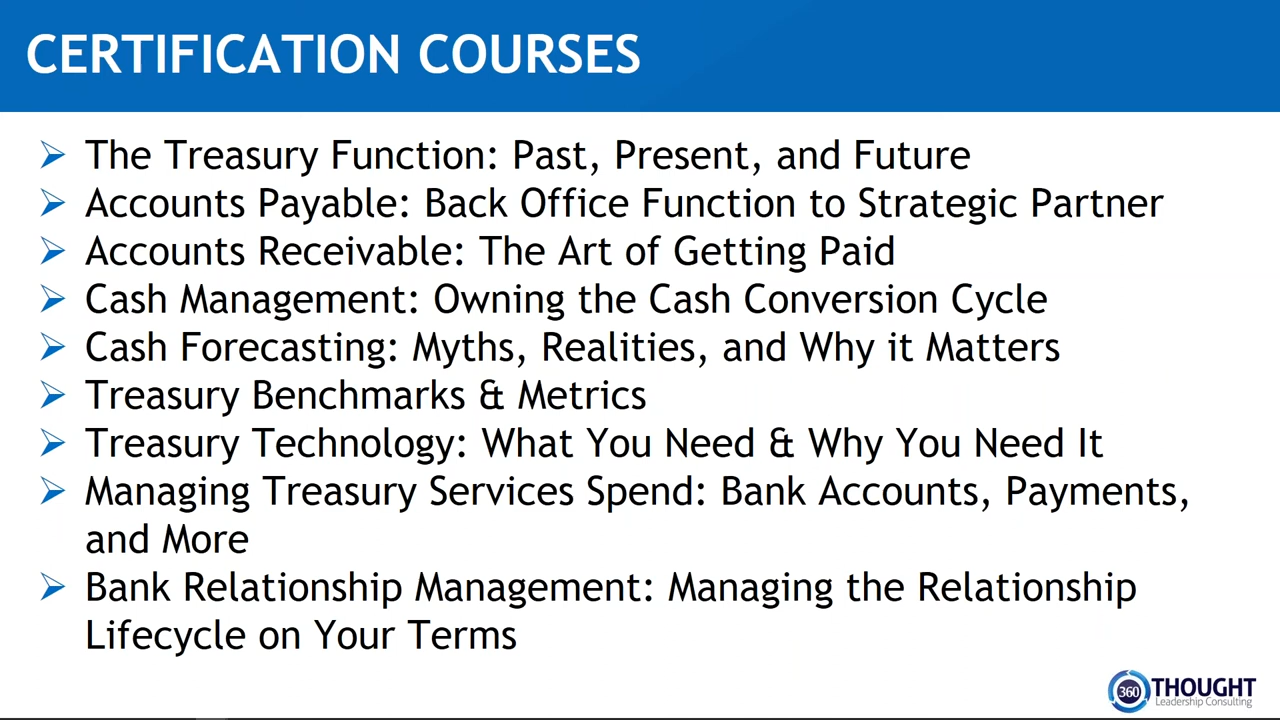 CERTIFICATION COURSES
The Treasury Function: Past, Present, and Future
Accounts Payable: Back Office Function to Strategic Partner
Accounts Receivable: The Art of Getting Paid
Cash Management: Owning the Cash Conversion Cycle
Cash Forecasting: Myths, Realities, and Why it Matters
Treasury Benchmarks & Metrics
Treasury Technology: What You Need & Why You Need It
Managing Treasury Services Spend: Bank Accounts, Payments,
and More
Bank Relationship Management: Managing the Relationship
Lifecycle on Your Terms
360 THOUGHT
Leadership Consulting